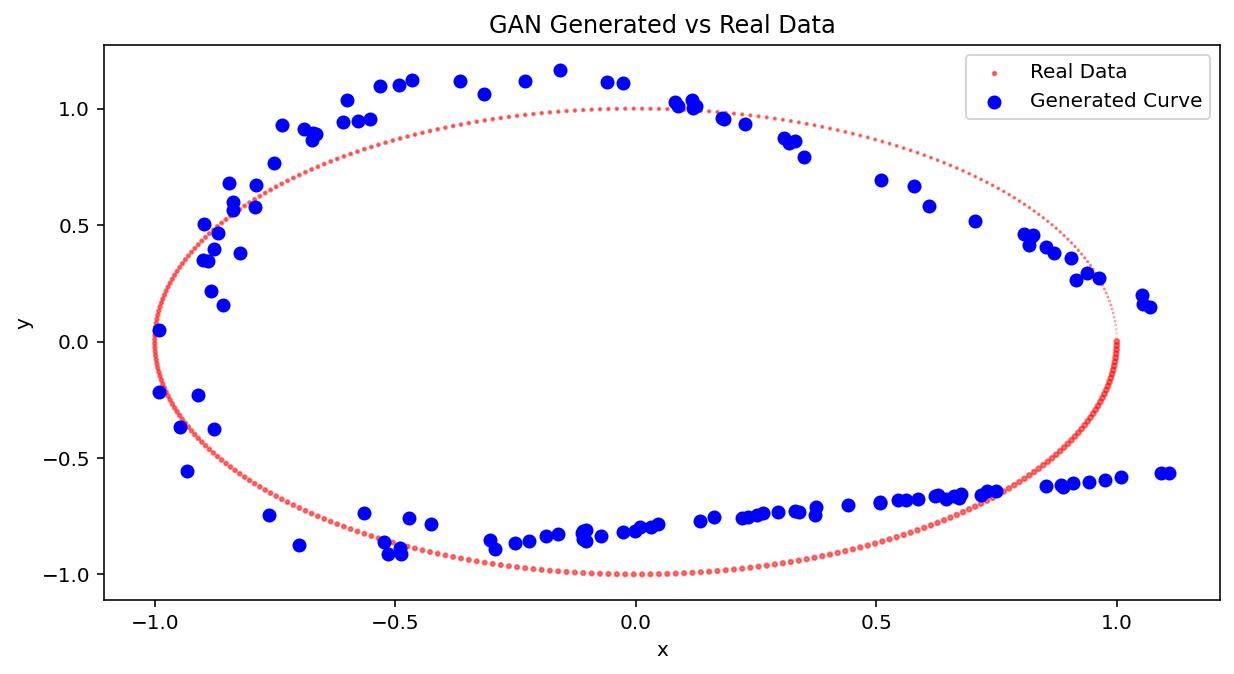 GAN Generated vs Real Data
Real Data
Generated Curve
y
1.0
0.5
0.0
−0.5
−1.0
−1.0 −0.5 0.0 0.5 1.0
x